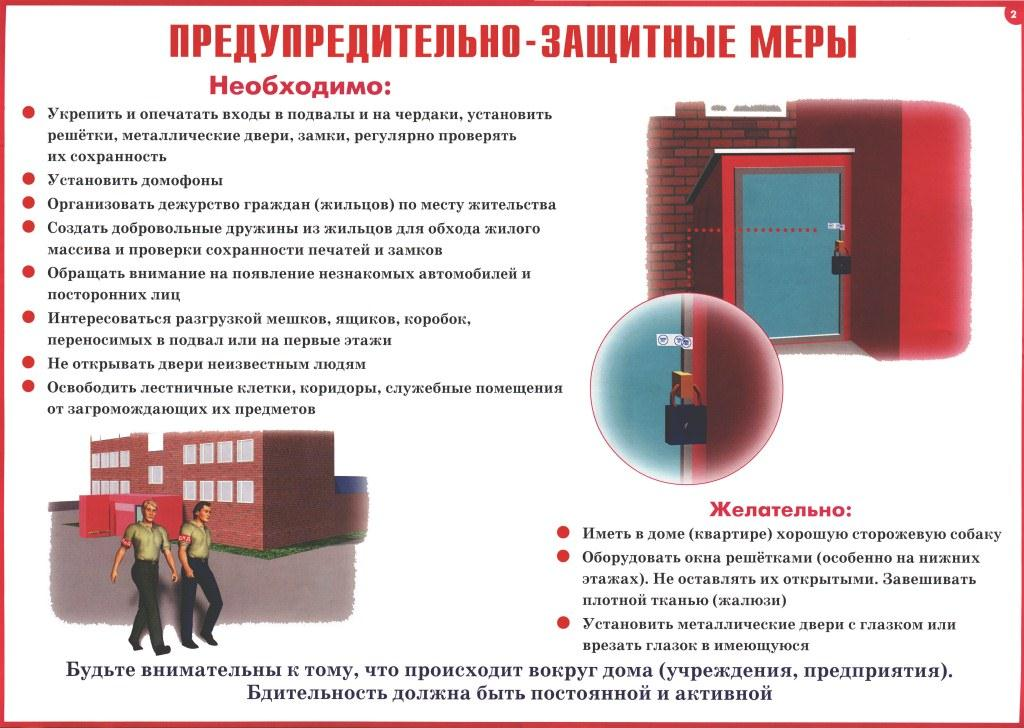 2
ПРЕДУПРЕДИТЕЛЬНО-ЗАЩИТНЫЕ МЕРЫ
Необходимо:
Укрепить и опечатать входы в подвалы и на чердаки, установить
решётки, металлические двери, замки, регулярно проверять
их сохранность
Установить домофоны
Организовать дежурство граждан (жильцов) по месту жительства
Создать добровольные дружины из жильцов для обхода жилого
массива и проверки сохранности печатей и замков
Обращать внимание на появление незнакомых автомобилей и
посторонних лиц
Интересоваться разгрузкой мешков, ящиков, коробок,
переносимых в подвал или на первые этажи
Не открывать двери неизвестным людям
Освободить лестничные клетки, коридоры, служебные помещения
от загромождающих их предметов
Желательно:
Иметь в доме (квартире) хорошую сторожевую собаку
Оборудовать окна решётками (особенно на нижних
этажах). Не оставлять их открытыми. Завешивать
плотной тканью (жалюзи)
Установить металлические двери с глазком или
врезать глазок в имеющуюся
Будьте внимательны к тому, что происходит вокруг дома (учреждения, предприятия).
Бдительность должна быть постоянной и активной